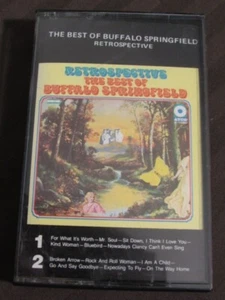 THE BEST OF BUFFALO SPRINGFIELD
RETROSPECTIVE
RETROSPECTIVE
THE BEST OF
BUFFALO SPRINGFIELD
1
For What It's Worth—Mr. Soul—Sit Down, I Think I Love You—
Kind Woman—Bluebird—Nowadays Clancy Can't Even Sing
2
Broken Arrow—Rock And Roll Woman—I Am A Child—
Go And Say Goodbye—Expecting To Fly—On The Way Home